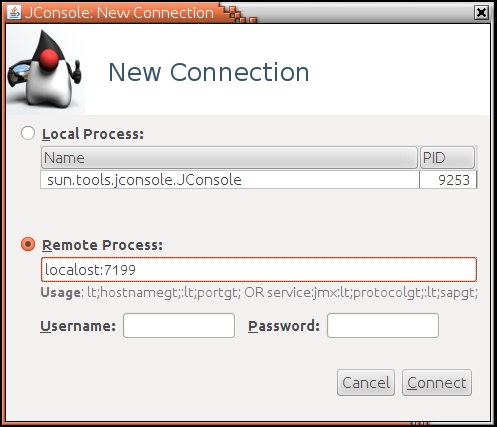 JConsole: New Connection
New Connection
Local Process:
Name PID
sun.tools.jconsole.JConsole 9253
Remote Process:
localost:7199
Usage: lt;hostnamegt;:lt;portgt; OR service:jmx:lt;protocolgt;:lt;sapgt;
Username: Password:
Cancel Connect